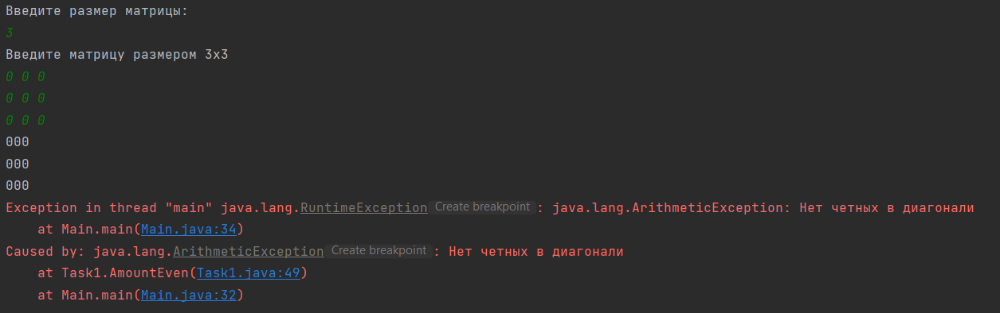 Введите размер матрицы:
3
Введите матрицу размером 3x3
0 0 0
0 0 0
0 0 0
000
000
000
Exception in thread "main" java.lang.RuntimeException Create breakpoint : java.lang.ArithmeticException: Нет четных в диагонали
    at Main.main(Main.java:34)
Caused by: java.lang.ArithmeticException Create breakpoint : Нет четных в диагонали
    at Task1.AmountEven(Task1.java:49)
    at Main.main(Main.java:32)